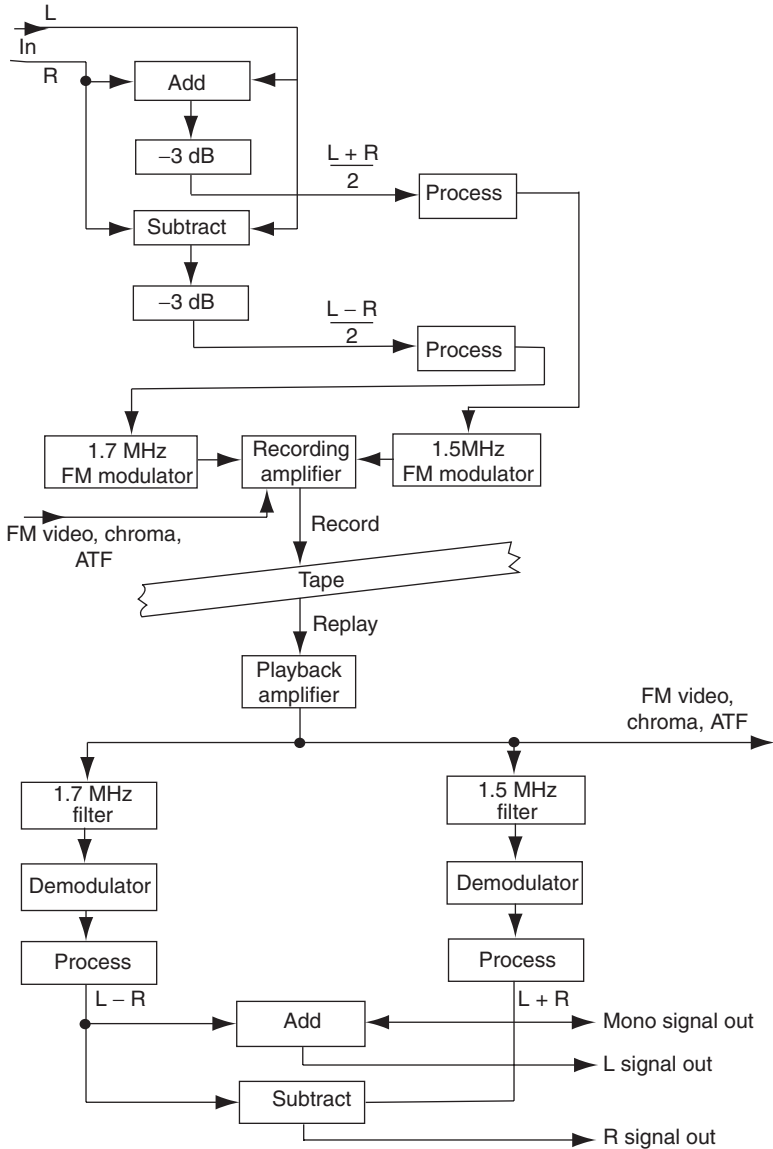 L
In
R
Add
−3 dB
L + R
2
Process
Subtract
−3 dB
L − R
2
Process
1.7 MHz
FM modulator
Recording
amplifier
1.5MHz
FM modulator
FM video, chroma,
ATF
Record
Tape
Replay
Playback
amplifier
FM video,
chroma, ATF
1.7 MHz
filter
1.5 MHz
filter
Demodulator
Demodulator
Process
Process
L − R
L + R
Add
Mono signal out
L signal out
Subtract
R signal out